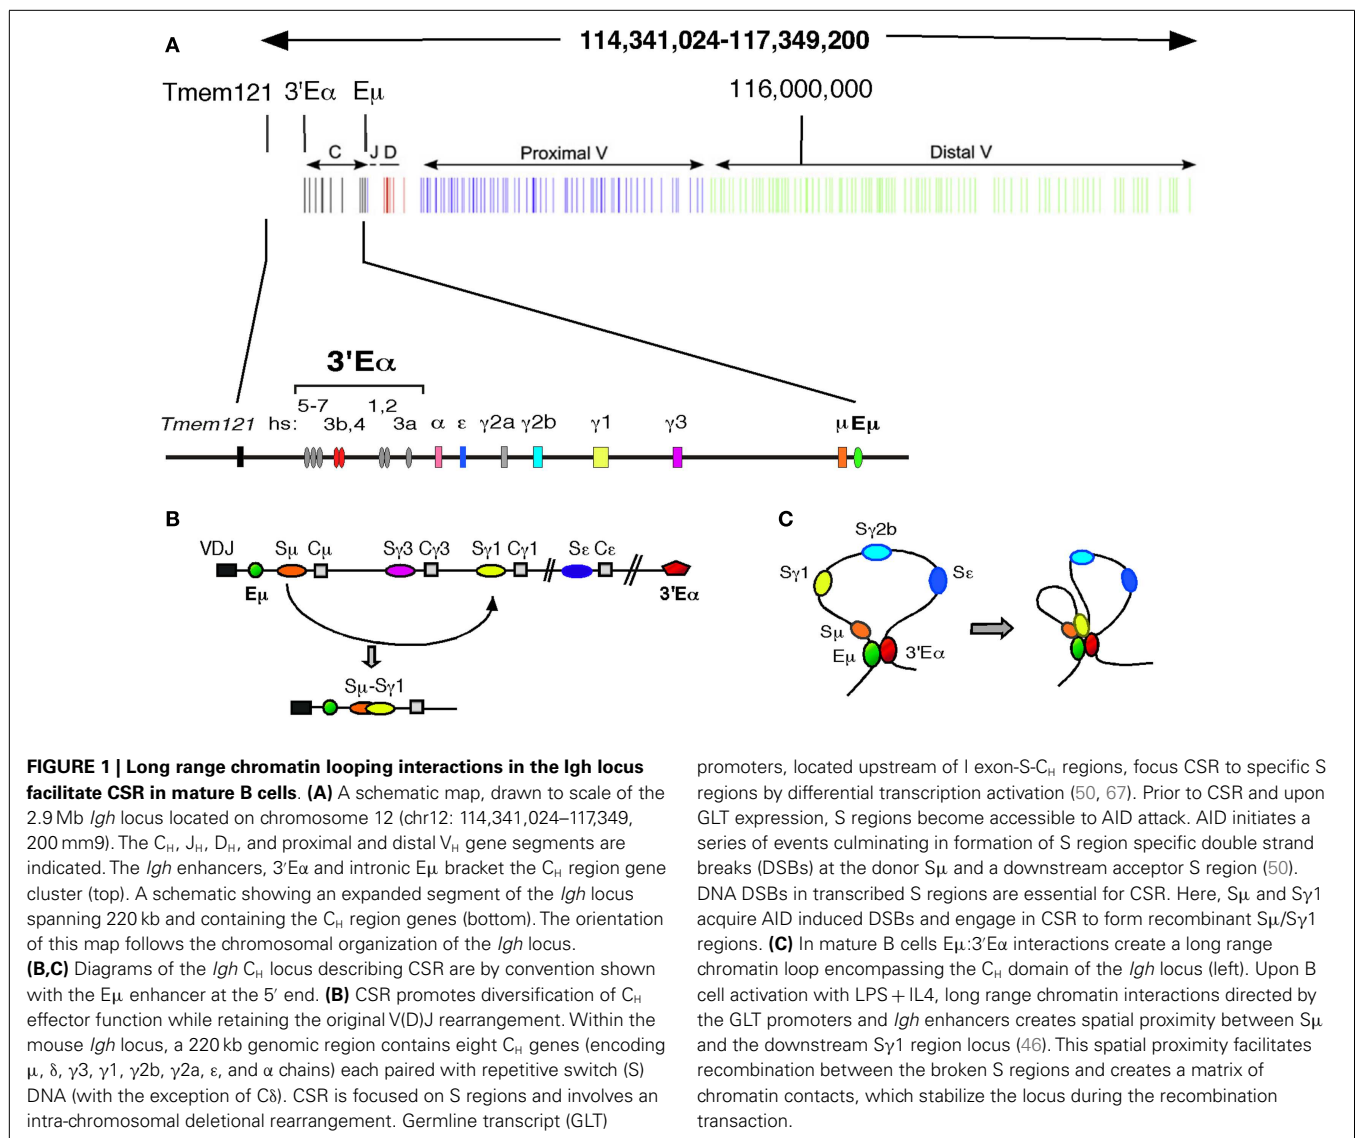 A
114,341,024-117,349,200
Tmem121 3'Eα Eμ
116,000,000
C J D Proximal V Distal V
3'Eα
5-7 1,2
Tmem121 hs: 3b,4 3a α ε γ2a γ2b γ1 γ3 μ Eμ
B
VDJ Sμ Cμ Sγ3 Cγ3 Sγ1 Cγ1 Sε Cε
Eμ 3'Eα
Sμ-Sγ1
C
Sγ2b
Sγ1 Sε
Sμ
Eμ 3'Eα
FIGURE 1 | Long range chromatin looping interactions in the Igh locus
facilitate CSR in mature B cells. (A) A schematic map, drawn to scale of the
2.9 Mb Igh locus located on chromosome 12 (chr12: 114,341,024–117,349,
200 mm9). The CH, JH, DH, and proximal and distal VH gene segments are
indicated. The Igh enhancers, 3′Eα and intronic Eμ bracket the CH region gene
cluster (top). A schematic showing an expanded segment of the Igh locus
spanning 220 kb and containing the CH region genes (bottom). The orientation
of this map follows the chromosomal organization of the Igh locus.
(B,C) Diagrams of the Igh CH locus describing CSR are by convention shown
with the Eμ enhancer at the 5′ end. (B) CSR promotes diversification of CH
effector function while retaining the original V(D)J rearrangement. Within the
mouse Igh locus, a 220 kb genomic region contains eight CH genes (encoding
μ, δ, γ3, γ1, γ2b, γ2a, ε, and α chains) each paired with repetitive switch (S)
DNA (with the exception of Cδ). CSR is focused on S regions and involves an
intra-chromosomal deletional rearrangement. Germline transcript (GLT)
promoters, located upstream of I exon-S-CH regions, focus CSR to specific S
regions by differential transcription activation (50, 67). Prior to CSR and upon
GLT expression, S regions become accessible to AID attack. AID initiates a
series of events culminating in formation of S region specific double strand
breaks (DSBs) at the donor Sμ and a downstream acceptor S region (50).
DNA DSBs in transcribed S regions are essential for CSR. Here, Sμ and Sγ1
acquire AID induced DSBs and engage in CSR to form recombinant Sμ/Sγ1
regions. (C) In mature B cells Eμ:3′Eα interactions create a long range
chromatin loop encompassing the CH domain of the Igh locus (left). Upon B
cell activation with LPS + IL4, long range chromatin interactions directed by
the GLT promoters and Igh enhancers creates spatial proximity between Sμ
and the downstream Sγ1 region locus (46). This spatial proximity facilitates
recombination between the broken S regions and creates a matrix of
chromatin contacts, which stabilize the locus during the recombination
transaction.